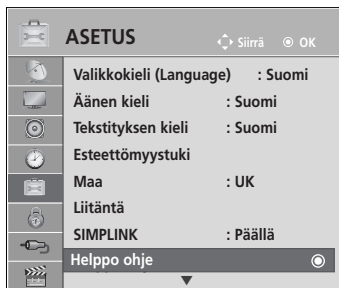 ASETUS
Siirrä OK
Valikkokieli (Language) : Suomi
Äänen kieli : Suomi
Tekstityksen kieli : Suomi
Esteettömyystuki
Maa : UK
Liitäntä
SIMPLINK : Päällä
Helppo ohje